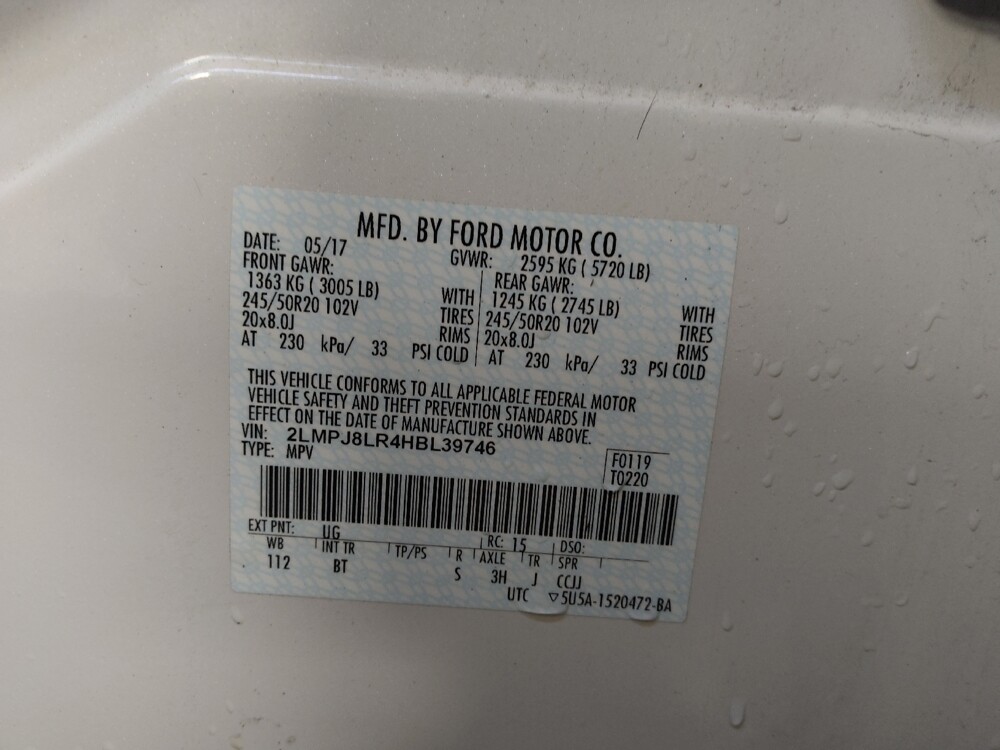 MFD. BY FORD MOTOR CO.
DATE: 05/17 GVWR: 2595 KG ( 5720 LB)
FRONT GAWR: REAR GAWR:
1363 KG ( 3005 LB) WITH 1245 KG ( 2745 LB) WITH
245/50R20 102V TIRES 245/50R20 102V TIRES
20x8.0J RIMS 20x8.0J RIMS
AT 230 kPa/ 33 PSI COLD AT 230 kPa/ 33 PSI COLD
THIS VEHICLE CONFORMS TO ALL APPLICABLE FEDERAL MOTOR
VEHICLE SAFETY AND THEFT PREVENTION STANDARDS IN
EFFECT ON THE DATE OF MANUFACTURE SHOWN ABOVE.
VIN: 2LMPJ8LR4HBL39746
TYPE: MPV
F0119
T0220
EXT PNT: UG RC: 15 DSO:
WB INT TR TP/PS R AXLE TR SPR
112 BT S 3H J CCJJ
UTC ▽5U5A-1520472-BA